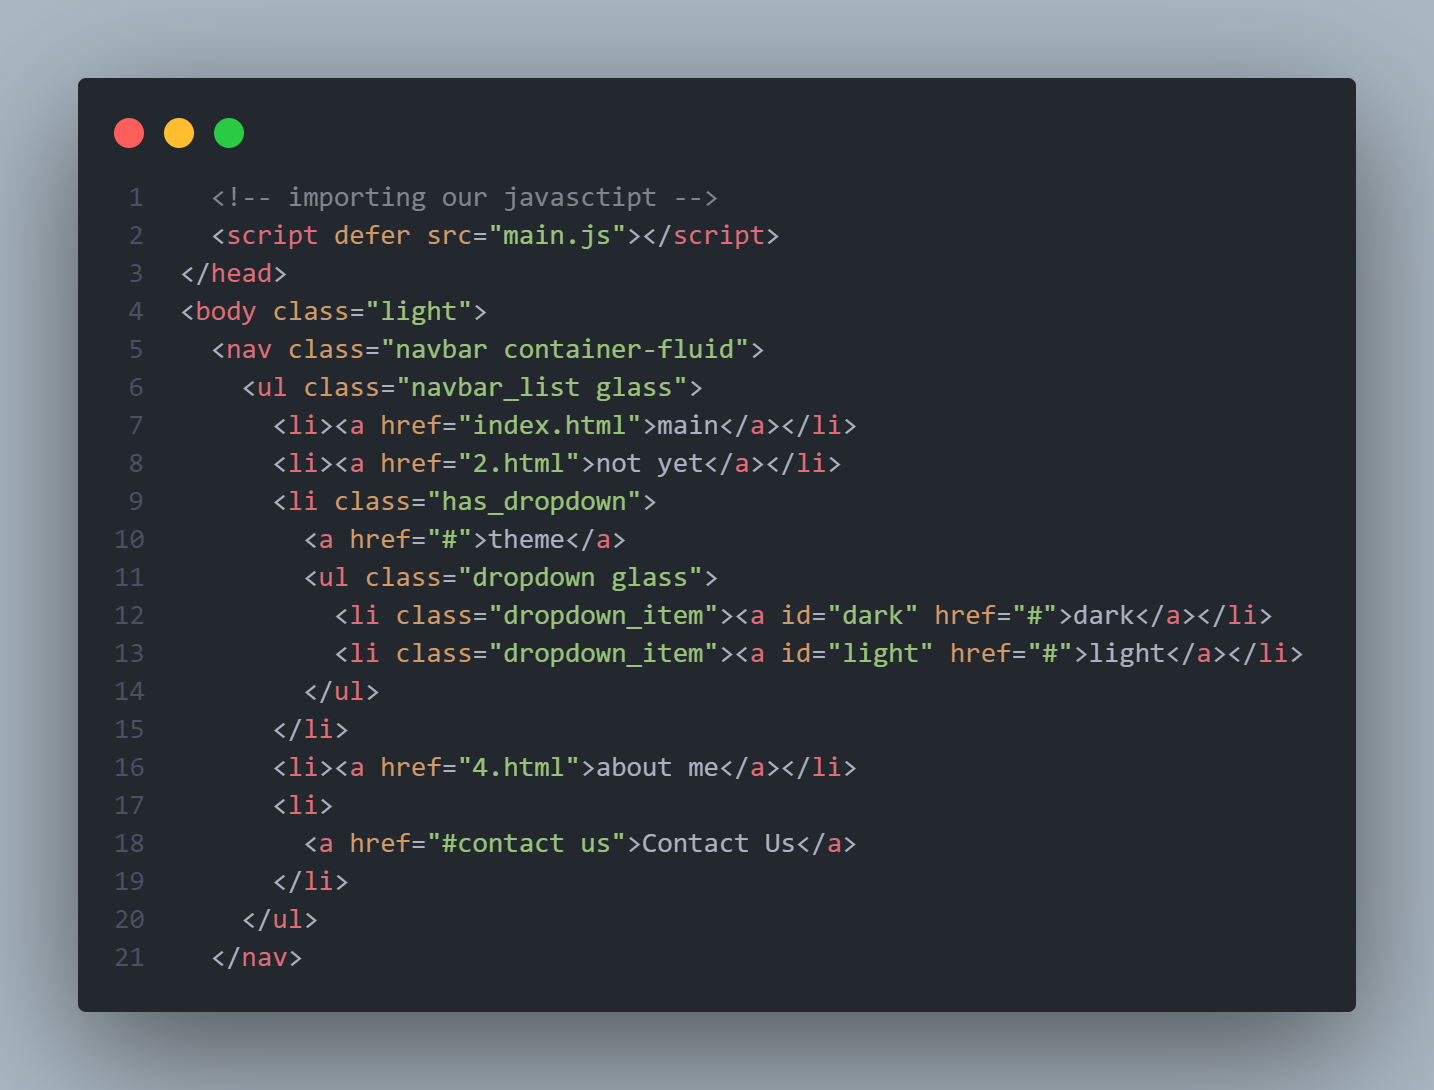 1 <!-- importing our javasctipt -->
2 <script defer src="main.js"></script>
3 </head>
4 <body class="light">
5 <nav class="navbar container-fluid">
6 <ul class="navbar_list glass">
7 <li><a href="index.html">main</a></li>
8 <li><a href="2.html">not yet</a></li>
9 <li class="has_dropdown">
10 <a href="#">theme</a>
11 <ul class="dropdown glass">
12 <li class="dropdown_item"><a id="dark" href="#">dark</a></li>
13 <li class="dropdown_item"><a id="light" href="#">light</a></li>
14 </ul>
15 </li>
16 <li><a href="4.html">about me</a></li>
17 <li>
18 <a href="#contact us">Contact Us</a>
19 </li>
20 </ul>
21 </nav>